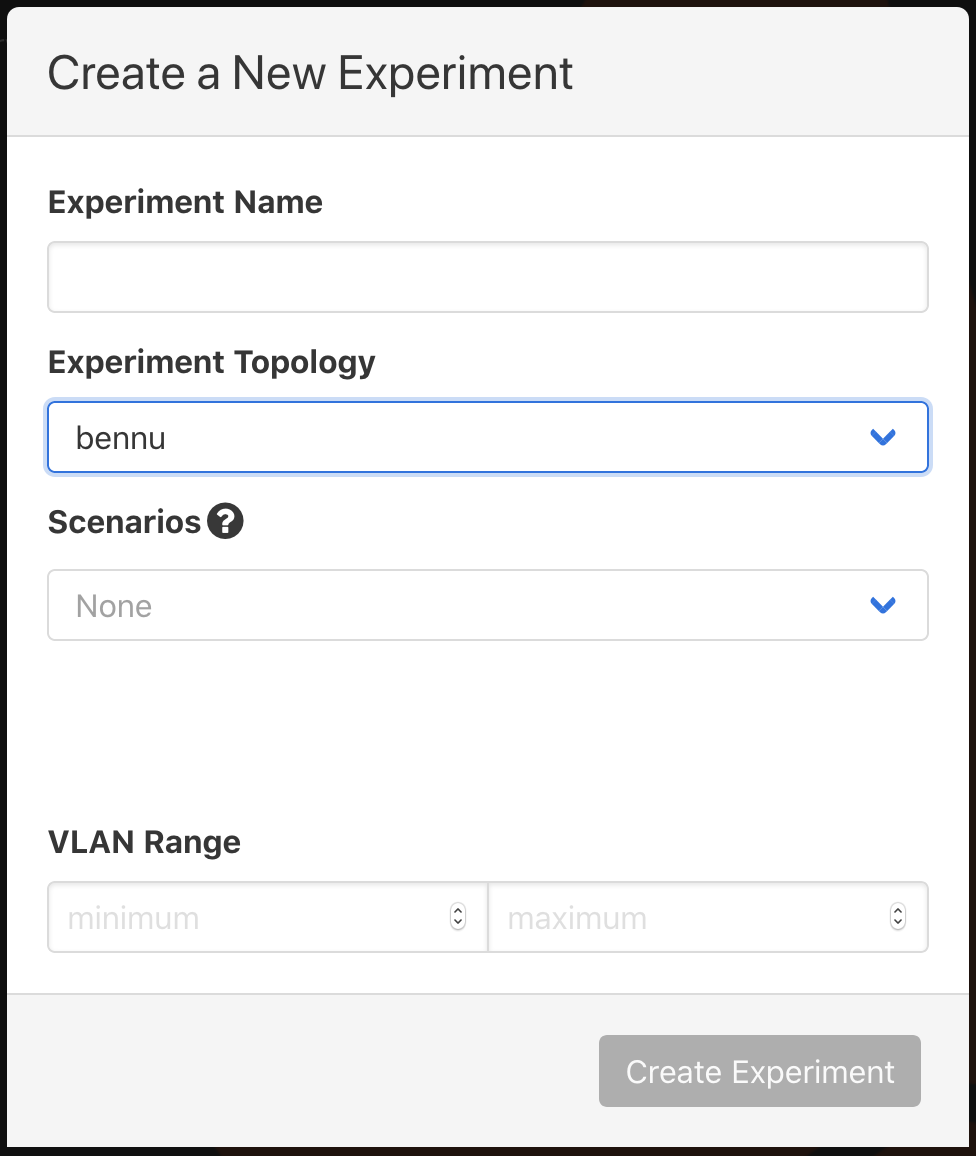 Create a New Experiment
Experiment Name
Experiment Topology
bennu
Scenarios ?
None
VLAN Range
minimum maximum
Create Experiment